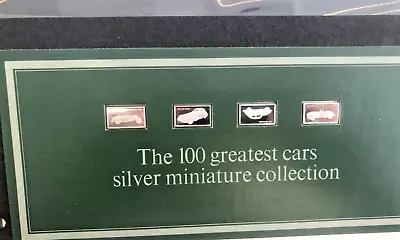 The 100 greatest cars
silver miniature collection